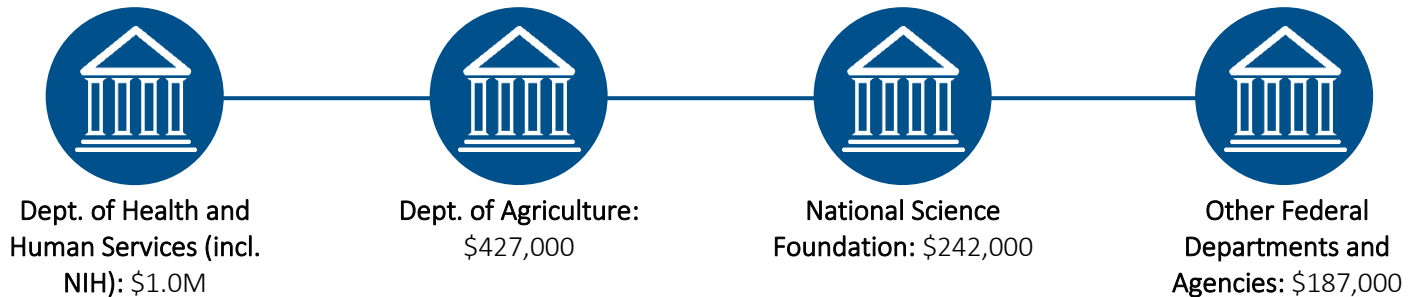 Dept. of Health and
Human Services (incl.
NIH): $1.0M
Dept. of Agriculture:
$427,000
National Science
Foundation: $242,000
Other Federal
Departments and
Agencies: $187,000